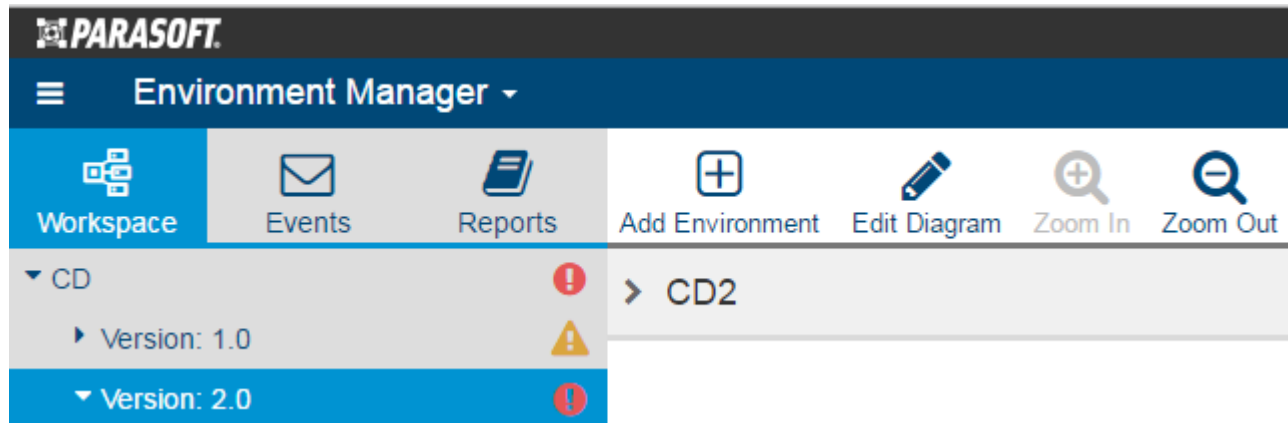 PARASOFT.
Environment Manager
Workspace Events Reports Add Environment Edit Diagram Zoom In Zoom Out
CD
CD2
Version: 1.0
Version: 2.0